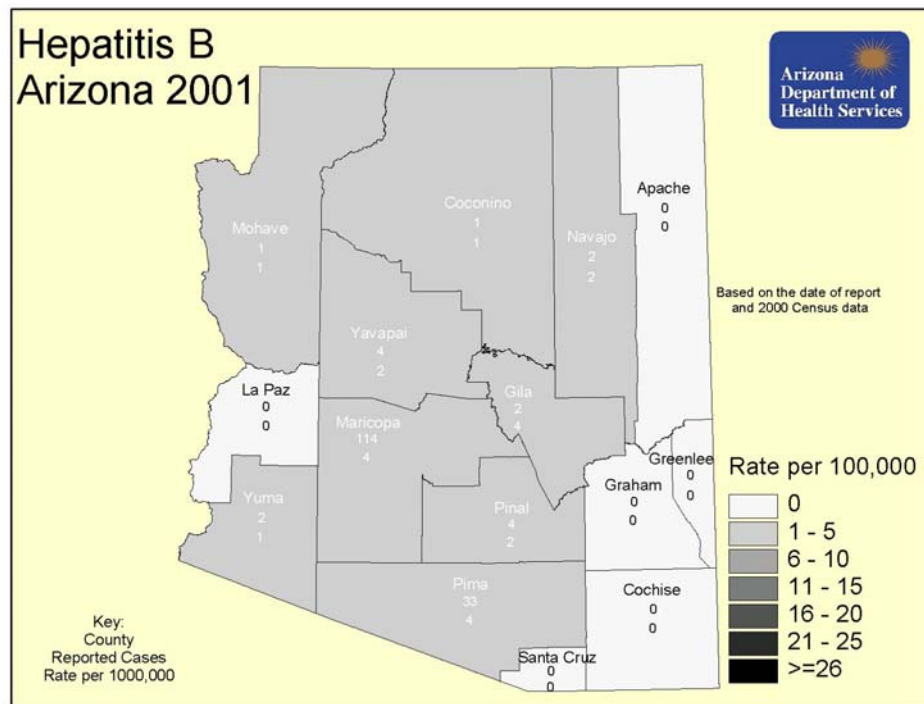 Hepatitis B
Arizona 2001
Arizona
Department of
Health Services
Apache
0
0
Coconino
1
1
Mohave
1
1
Navajo
2
2
Based on the date of report
and 2000 Census data
Yavapai
4
2
La Paz
0
0
Gila
2
4
Maricopa
114
4
Greenlee
0
0
Graham
0
0
Yuma
2
1
Pinal
4
2
Pima
33
4
Cochise
0
0
Santa Cruz
0
0
Key:
County
Reported Cases
Rate per 1000,000
Rate per 100,000
0
1 - 5
6 - 10
11 - 15
16 - 20
21 - 25
>=26